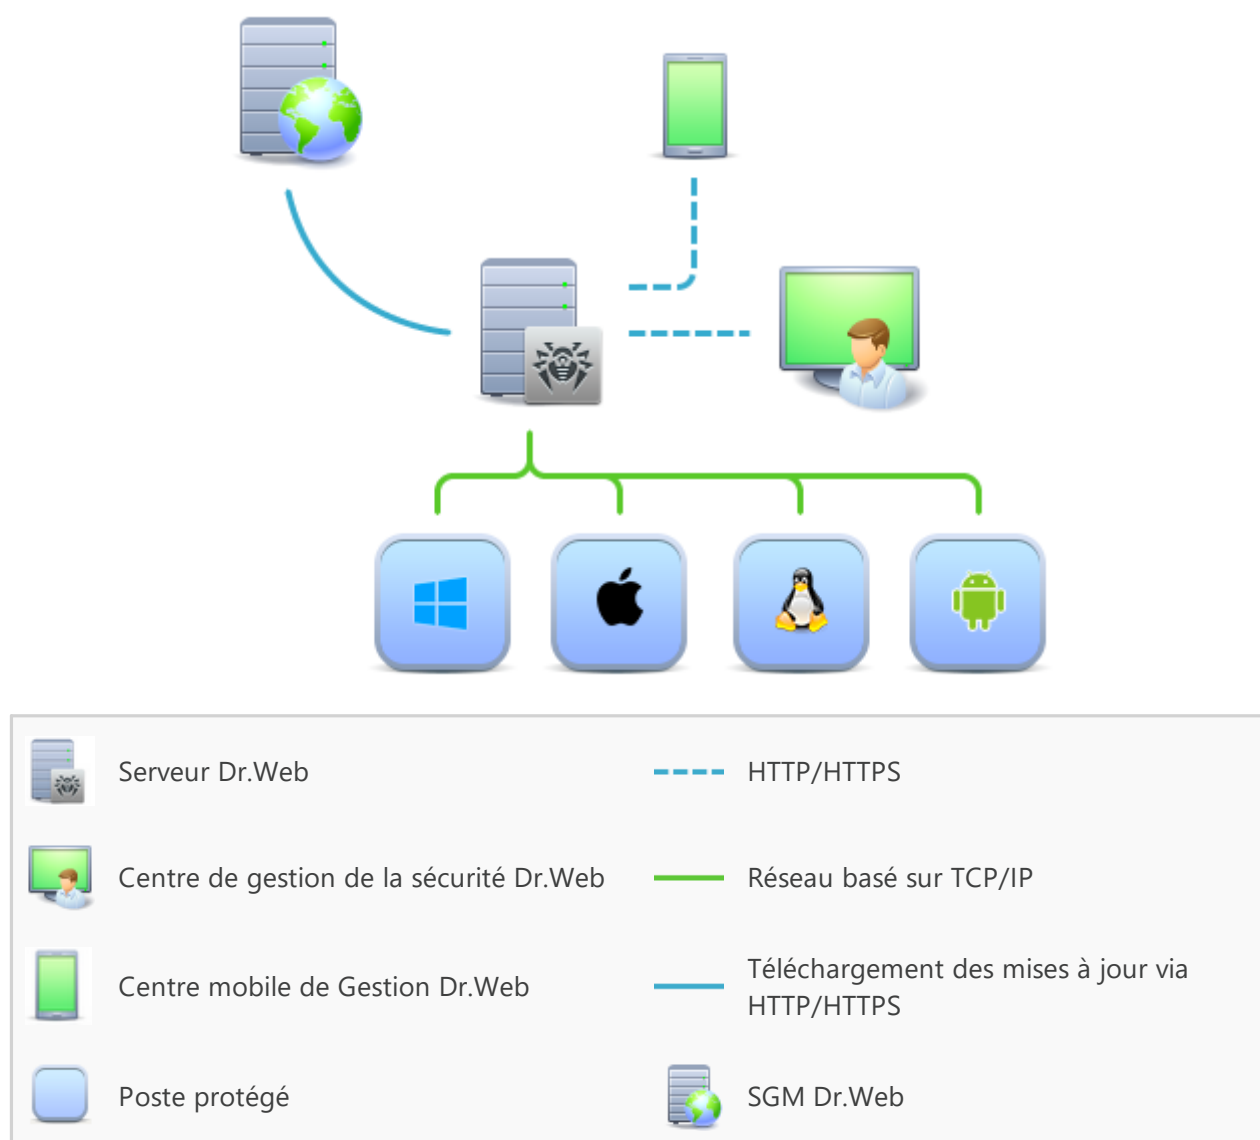 Serveur Dr.Web
HTTP/HTTPS
Centre de gestion de la sécurité Dr.Web
Réseau basé sur TCP/IP
Centre mobile de Gestion Dr.Web
Téléchargement des mises à jour via
HTTP/HTTPS
Poste protégé
SGM Dr.Web